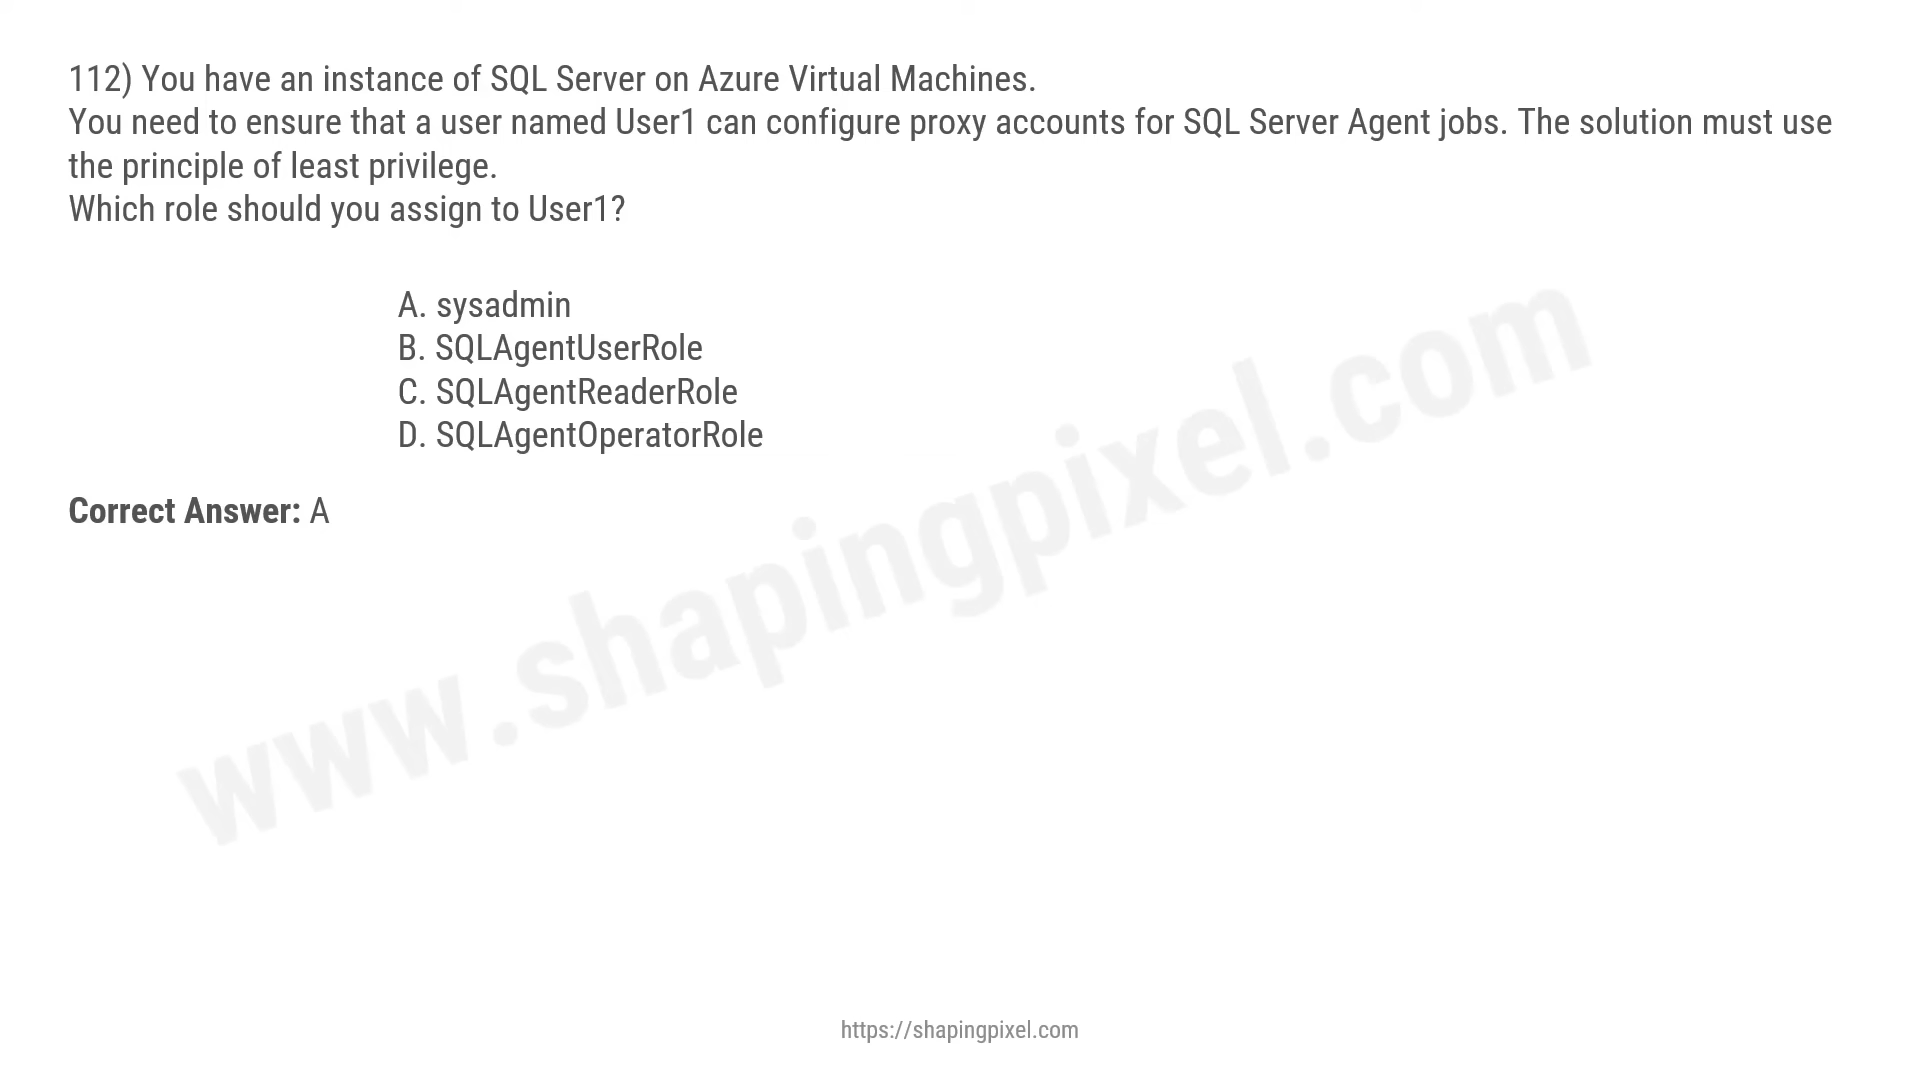 112) You have an instance of SQL Server on Azure Virtual Machines.
You need to ensure that a user named User1 can configure proxy accounts for SQL Server Agent jobs. The solution must use
the principle of least privilege.
Which role should you assign to User1?
A. sysadmin
B. SQLAgentUserRole
C. SQLAgentReaderRole
D. SQLAgentOperatorRole
Correct Answer: A
www.shapingpixel.com
https://shapingpixel.com